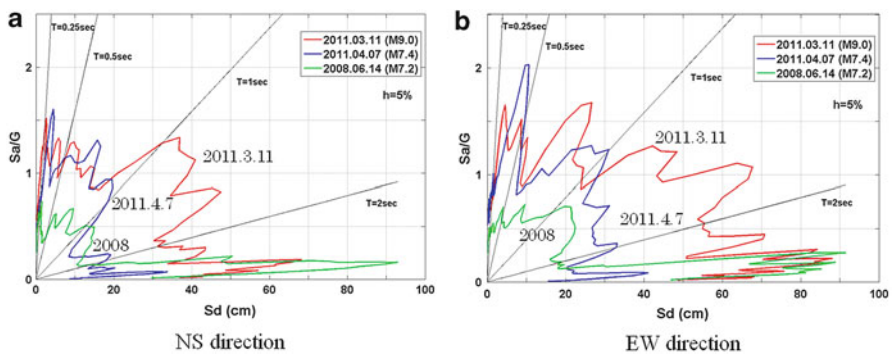 a
T=0.25sec
T=0.5sec
T=1sec
T=2sec
2011.03.11 (M9.0)
2011.04.07 (M7.4)
2008.06.14 (M7.2)
h=5%
2011.3.11
2011.4.7
2008
Sa/G
2
1
0
0 20 40 60 80 100
Sd (cm)
NS direction
b
T=0.25sec
T=0.5sec
T=1sec
T=2sec
2011.03.11 (M9.0)
2011.04.07 (M7.4)
2008.06.14 (M7.2)
h=5%
2011.3.11
2011.4.7
2008
Sa/G
2
1
0
0 20 40 60 80 100
Sd (cm)
EW direction